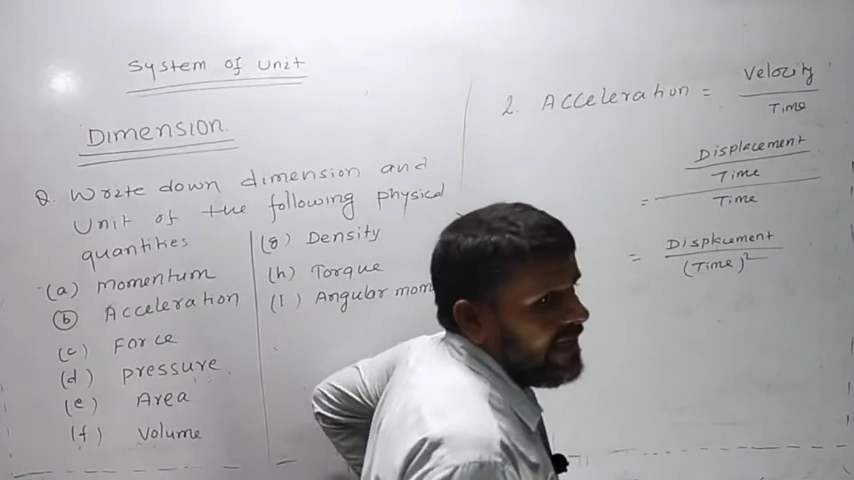 System of Unit
DIMENSION.
Q. Write down dimension and
Unit of the following physical
quantities
(a) Momentum
(b) Acceleration
(c) Force
(d) Pressure
(e) Area
(f) Volume
(g) Density
(h) Torque
(I) Angular mom
2. Acceleration = Velocity
Time
Displacement
Time
= Time
= Displacement
(Time)²